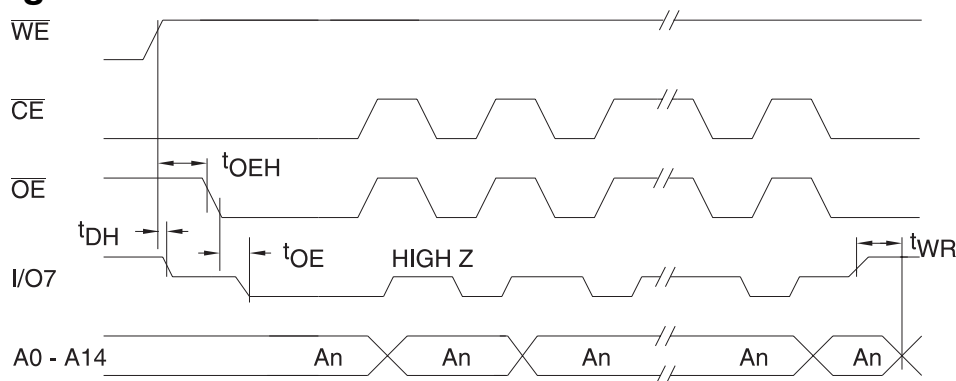 WE
CE
tOEH
OE
tDH
tOE
HIGH Z
tWR
I/O7
A0 - A14 An An An An An